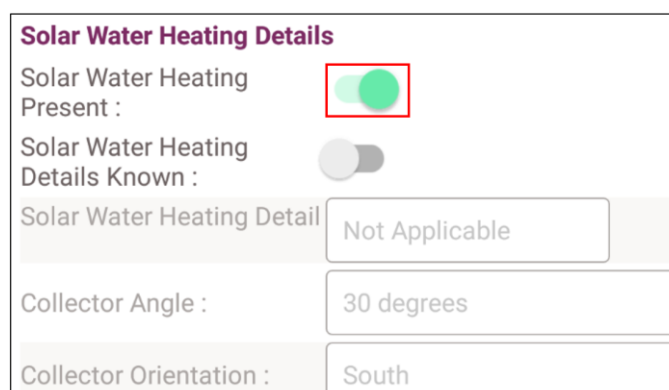 Solar Water Heating Details
Solar Water Heating
Present :
Solar Water Heating
Details Known :
Solar Water Heating Detail
Not Applicable
Collector Angle :
30 degrees
Collector Orientation :
South